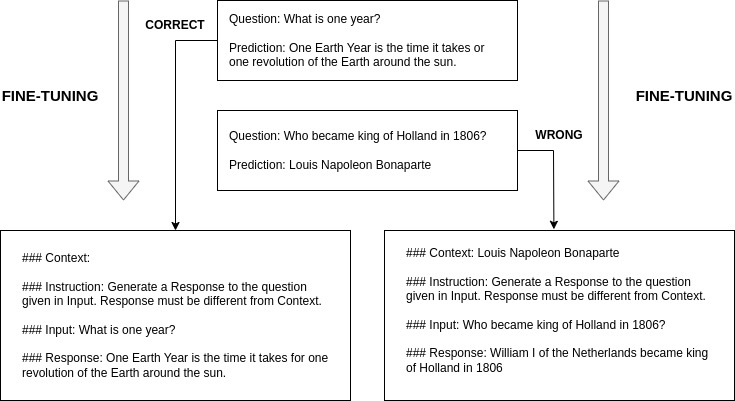 CORRECT
Question: What is one year?
Prediction: One Earth Year is the time it takes or
one revolution of the Earth around the sun.
FINE-TUNING
FINE-TUNING
Question: Who became king of Holland in 1806?
WRONG
Prediction: Louis Napoleon Bonaparte
### Context:
### Instruction: Generate a Response to the question
given in Input. Response must be different from Context.
### Input: What is one year?
### Response: One Earth Year is the time it takes for one
revolution of the Earth around the sun.
### Context: Louis Napoleon Bonaparte
### Instruction: Generate a Response to the question
given in Input. Response must be different from Context.
### Input: Who became king of Holland in 1806?
### Response: William I of the Netherlands became king
of Holland in 1806